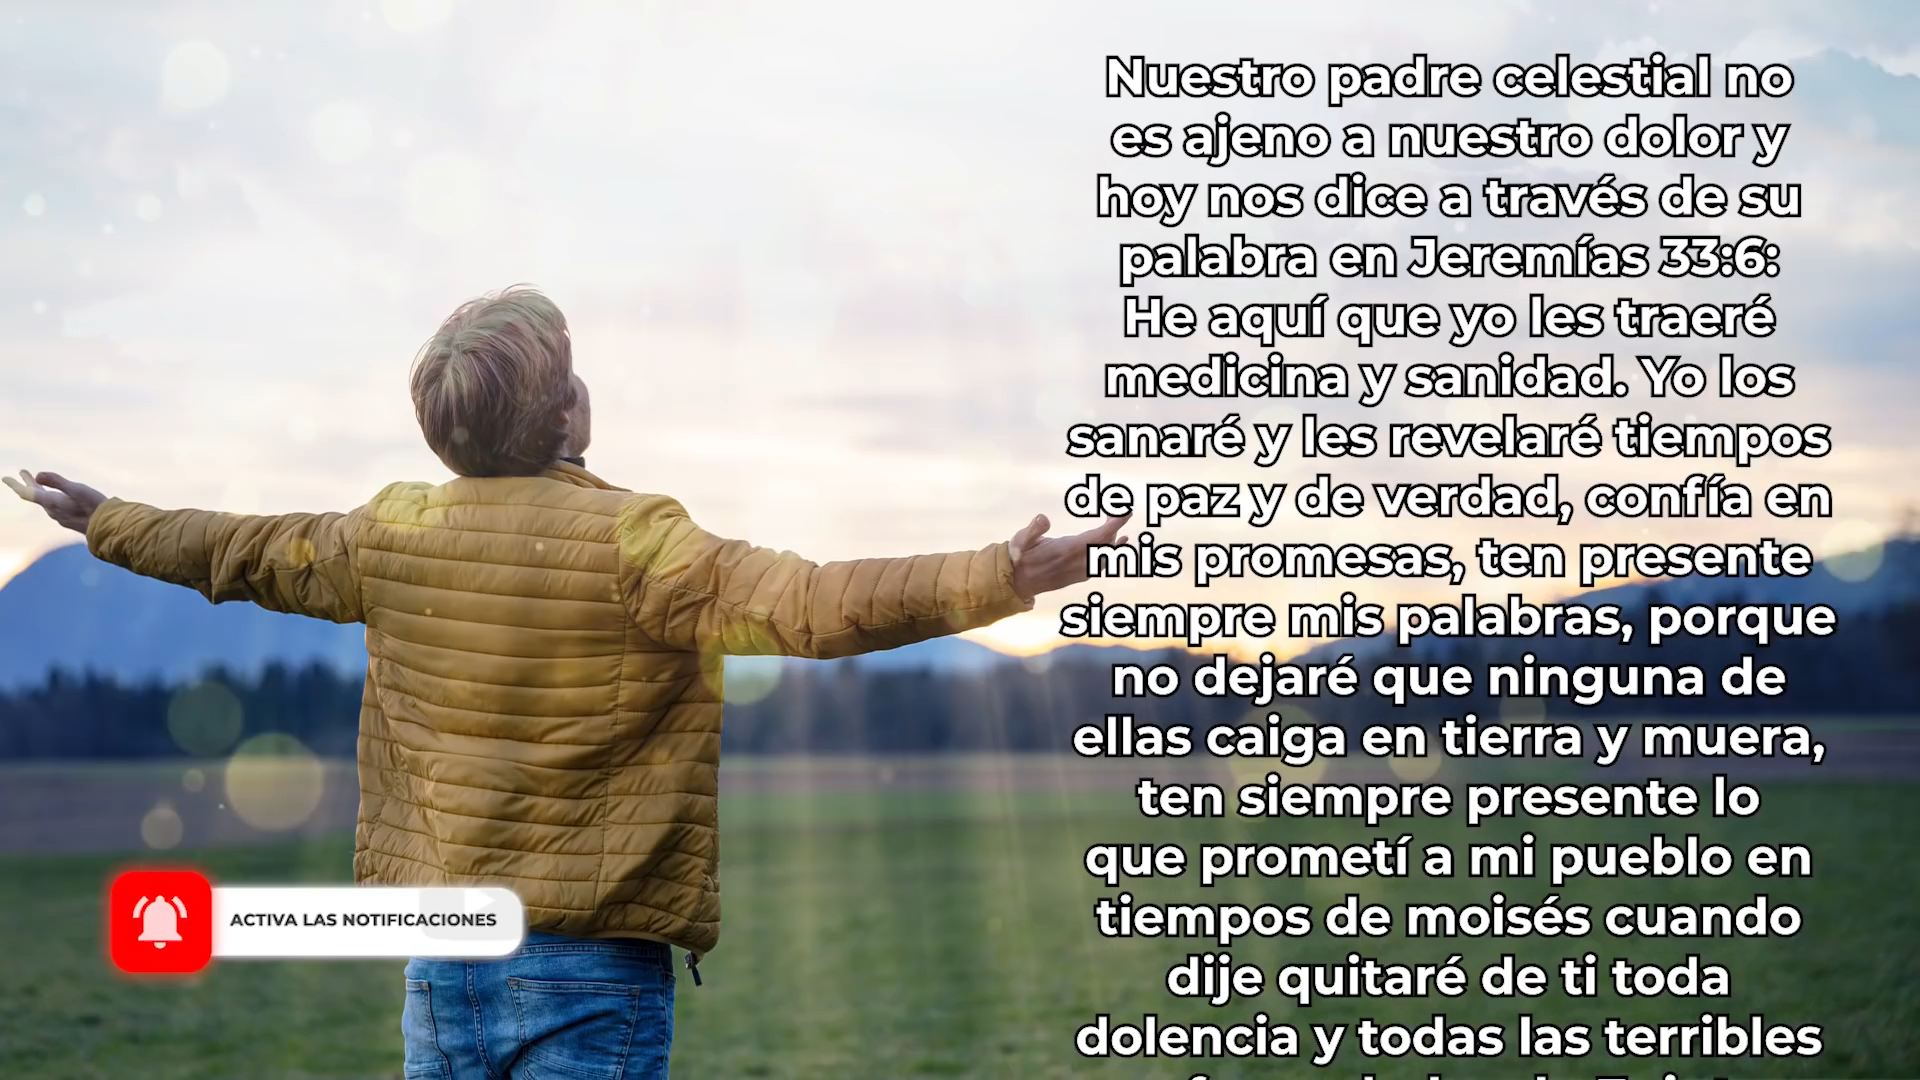 Nuestro padre celestial no
es ajeno a nuestro dolor y
hoy nos dice a través de su
palabra en Jeremías 33:6:
He aquí que yo les traeré
medicina y sanidad. Yo los
sanaré y les revelaré tiempos
de paz y de verdad, confía en
mis promesas, ten presente
siempre mis palabras, porque
no dejaré que ninguna de
ellas caiga en tierra y muera,
ten siempre presente lo
que prometí a mi pueblo en
tiempos de moisés cuando
dije quitaré de ti toda
dolencia y todas las terribles
ACTIVA LAS NOTIFICACIONES